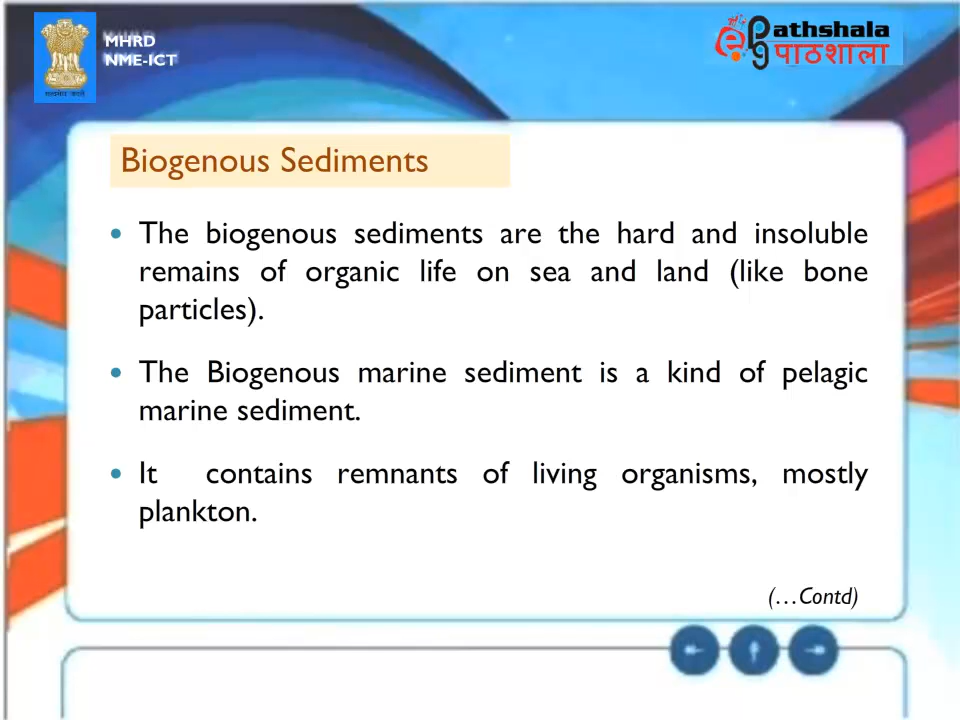 MHRD
NME-ICT
Pathshala
पाठशाला
Biogenous Sediments
• The biogenous sediments are the hard and insoluble
remains of organic life on sea and land (like bone
particles).
• The Biogenous marine sediment is a kind of pelagic
marine sediment.
• It contains remnants of living organisms, mostly
plankton.
(...Contd)